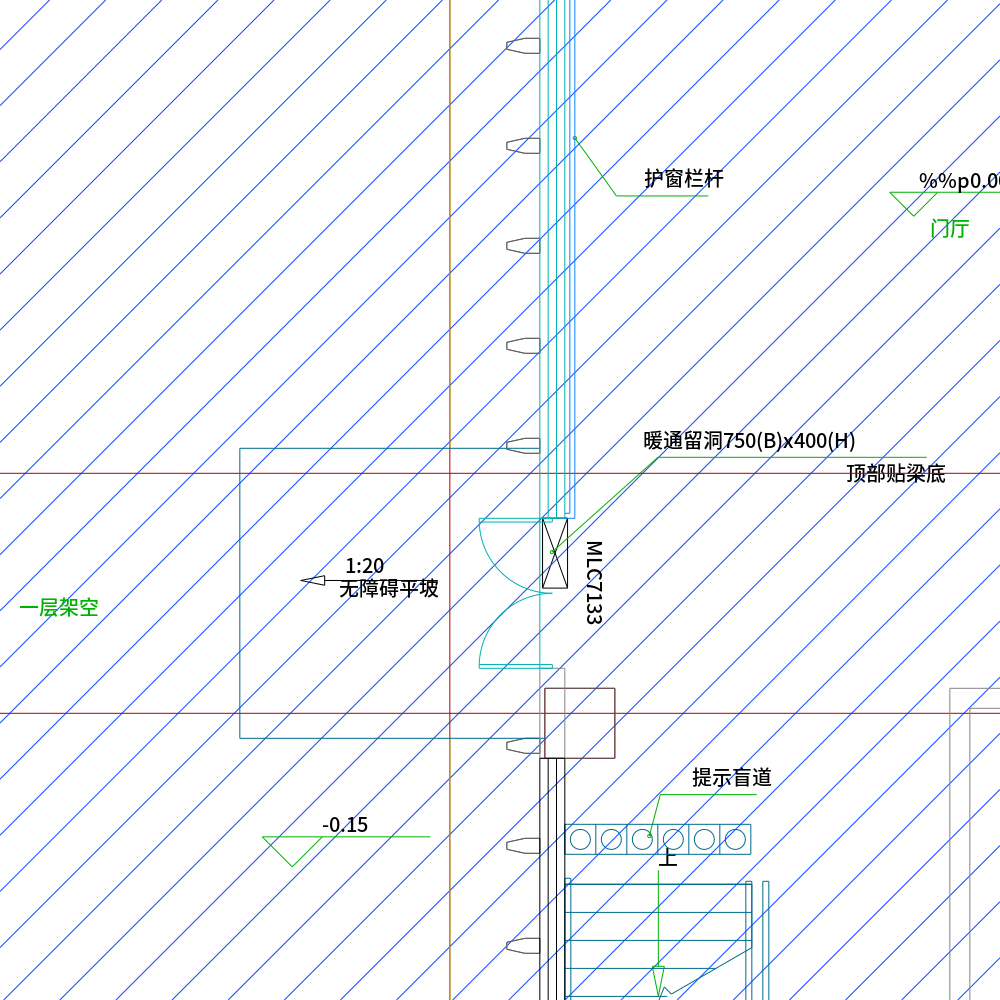 护窗栏杆
%%p0.0
门厅
暖通留洞750(B)x400(H)
顶部贴梁底
MLC7133
1:20
无障碍平坡
一层架空
提示盲道
-0.15
上